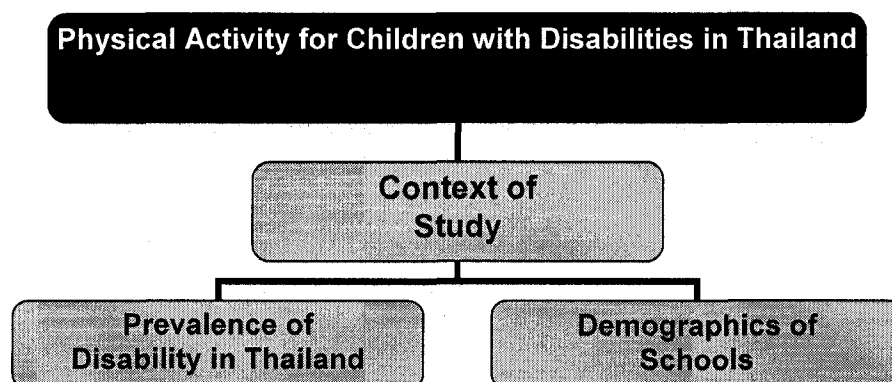 Physical Activity for Children with Disabilities in Thailand
Context of
Study
Prevalence of
Disability in Thailand
Demographics of
Schools